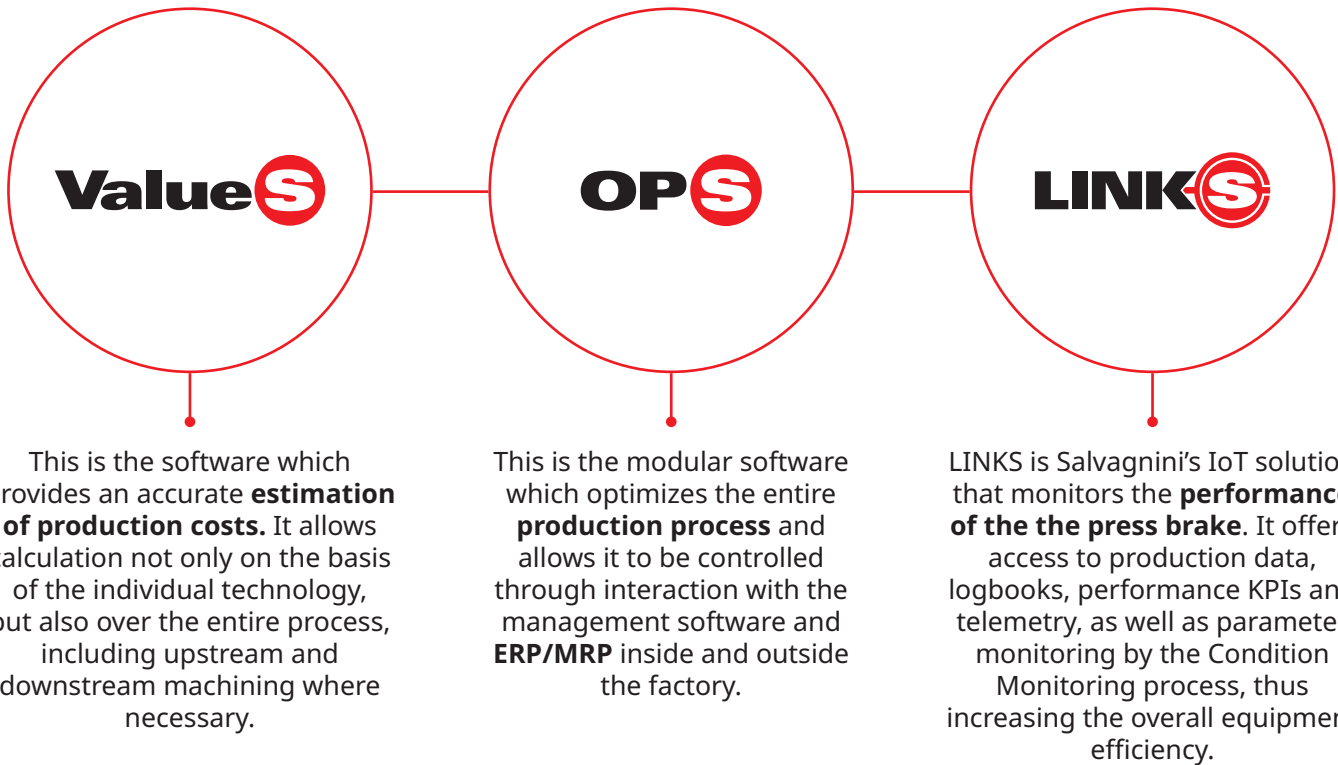 ValueS
OPS
LINKS
This is the software which
rovides an accurate estimation
of production costs. It allows
calculation not only on the basis
of the individual technology,
but also over the entire process,
including upstream and
downstream machining where
necessary.
This is the modular software
which optimizes the entire
production process and
allows it to be controlled
through interaction with the
management software and
ERP/MRP inside and outside
the factory.
LINKS is Salvagnini’s IoT solutio
that monitors the performance
of the the press brake. It offer
access to production data,
logbooks, performance KPIs an
telemetry, as well as paramete
monitoring by the Condition
Monitoring process, thus
increasing the overall equipmen
efficiency.